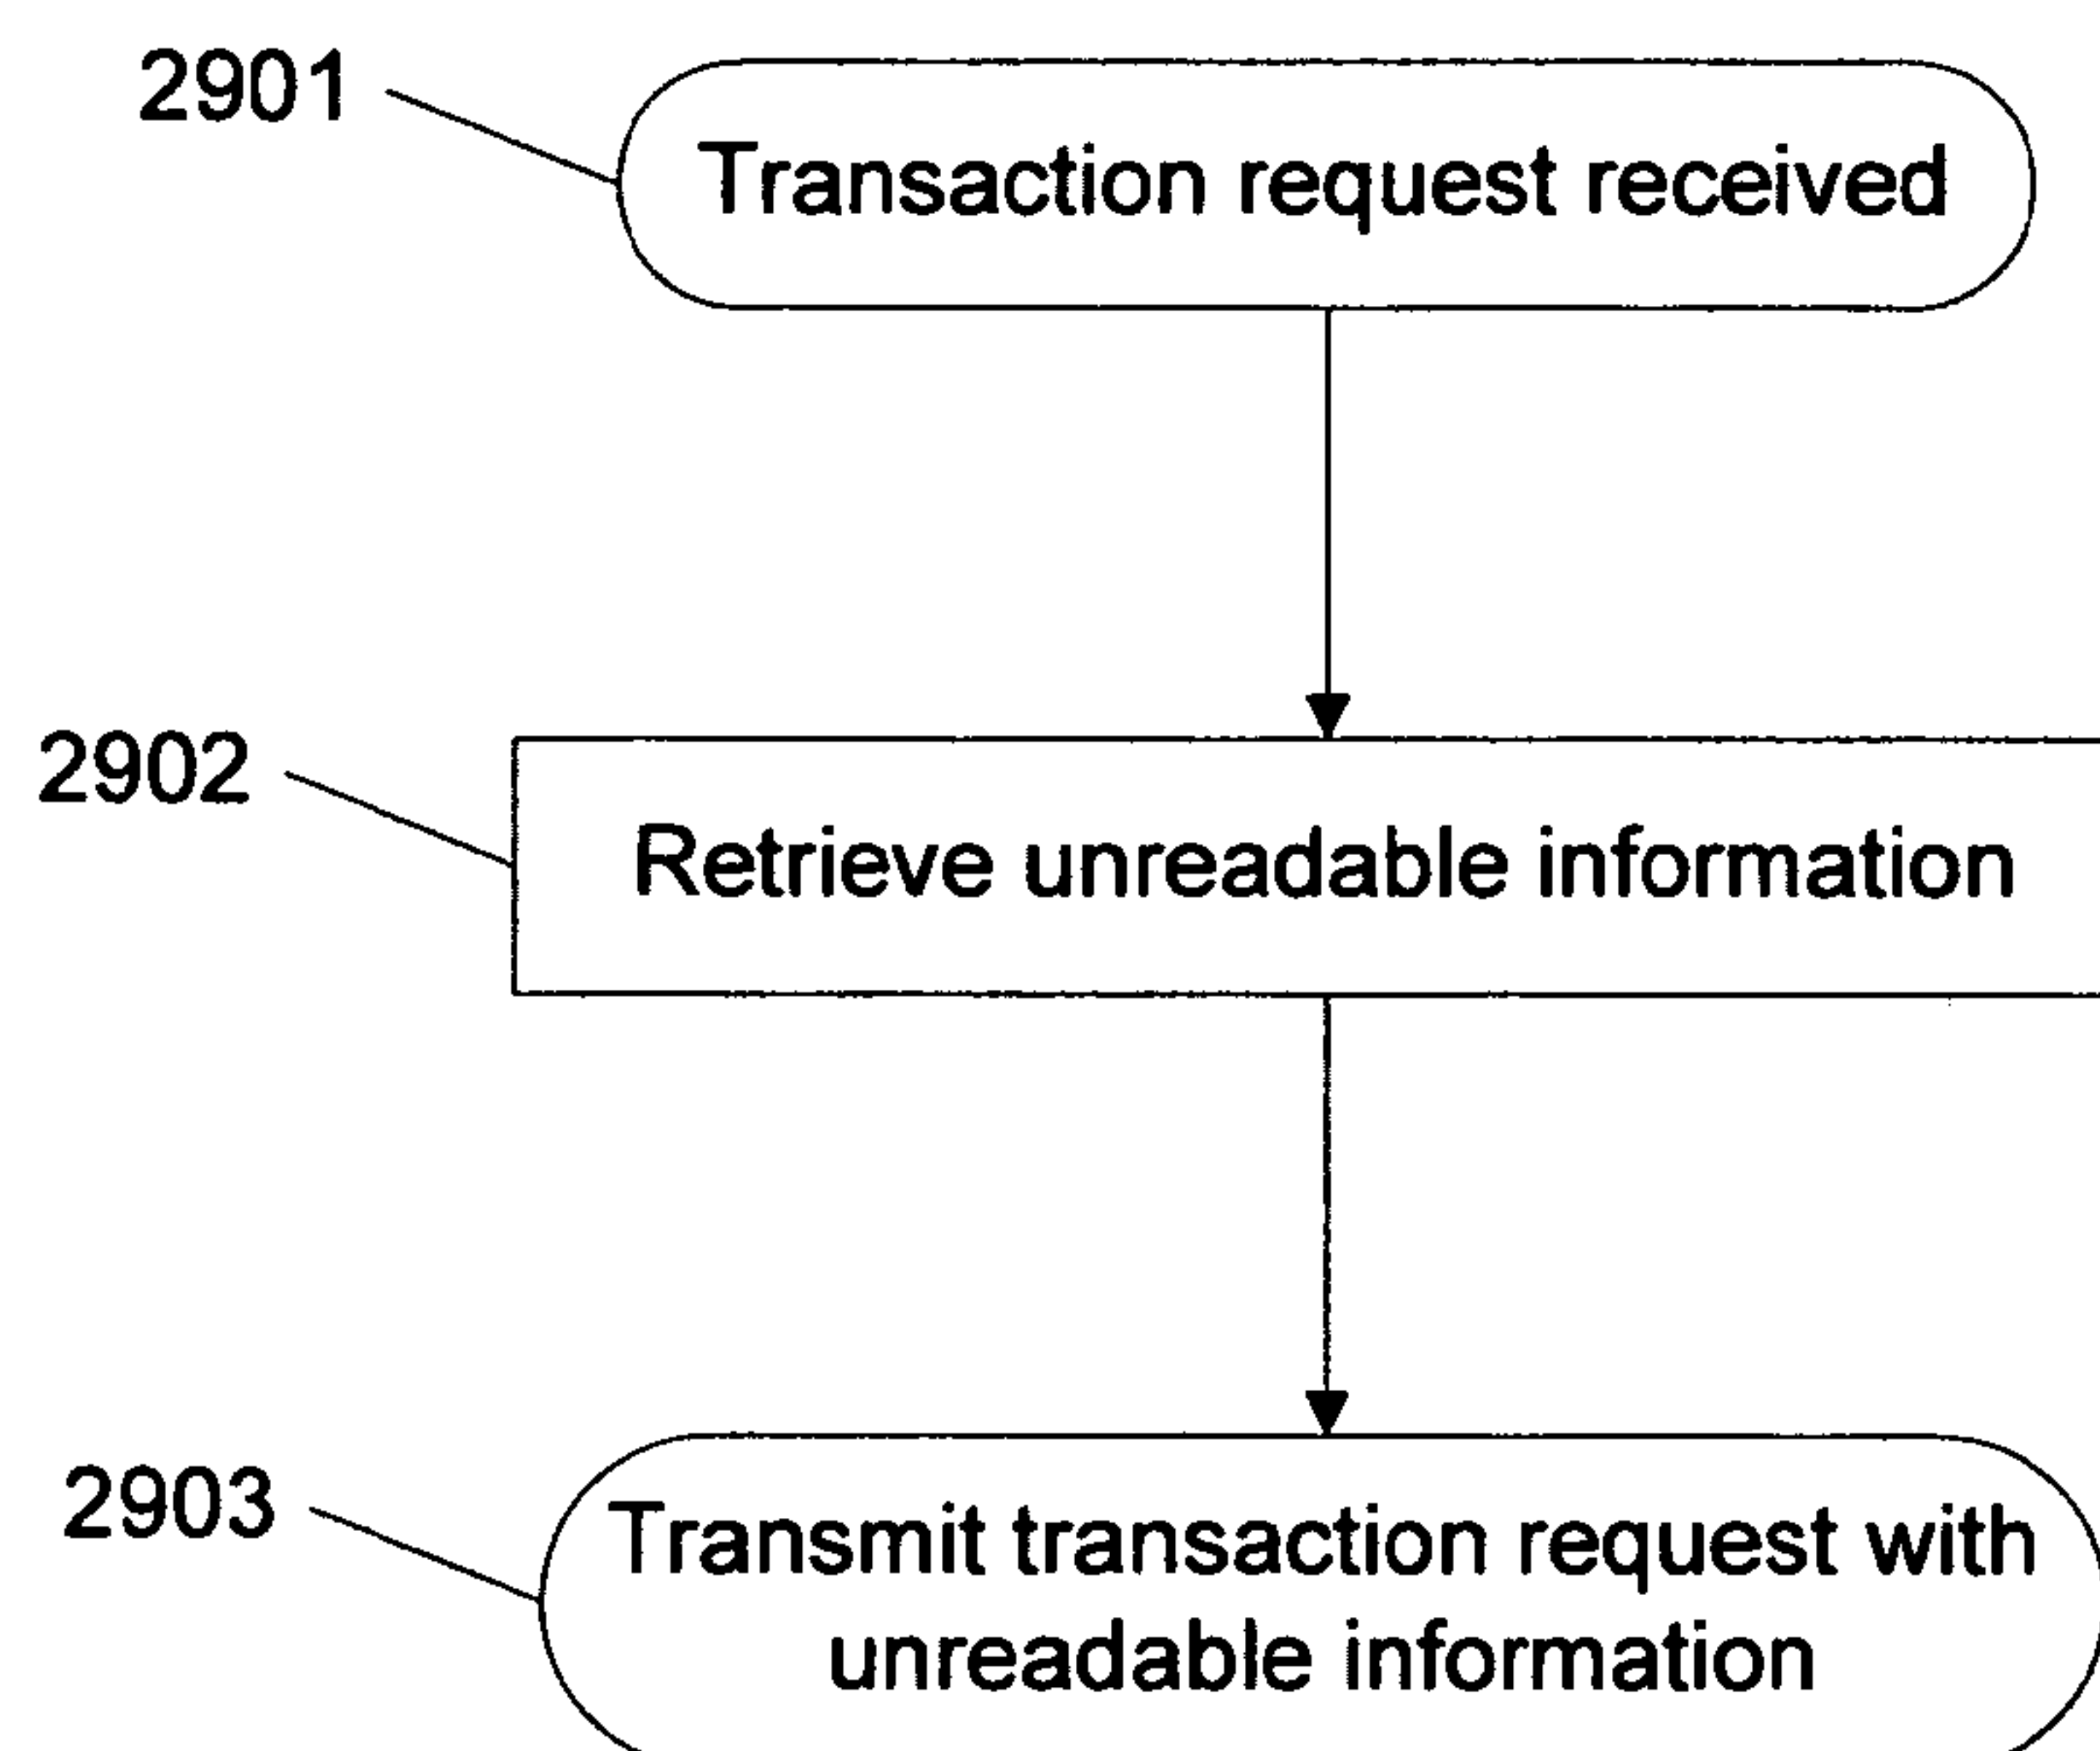 2901
Transaction request received
2902
Retrieve unreadable information
2903
Transmit transaction request with
unreadable information